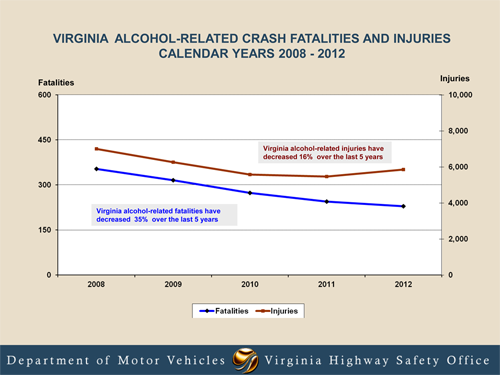 VIRGINIA ALCOHOL-RELATED CRASH FATALITIES AND INJURIES
CALENDAR YEARS 2008 - 2012
Fatalities
Injuries
600
10,000
8,000
450
Virginia alcohol-related injuries have
decreased 16% over the last 5 years
6,000
300
4,000
Virginia alcohol-related fatalities have
decreased 35% over the last 5 years
150
2,000
0
0
2008 2009 2010 2011 2012
Fatalities Injuries
Department of Motor Vehicles Virginia Highway Safety Office